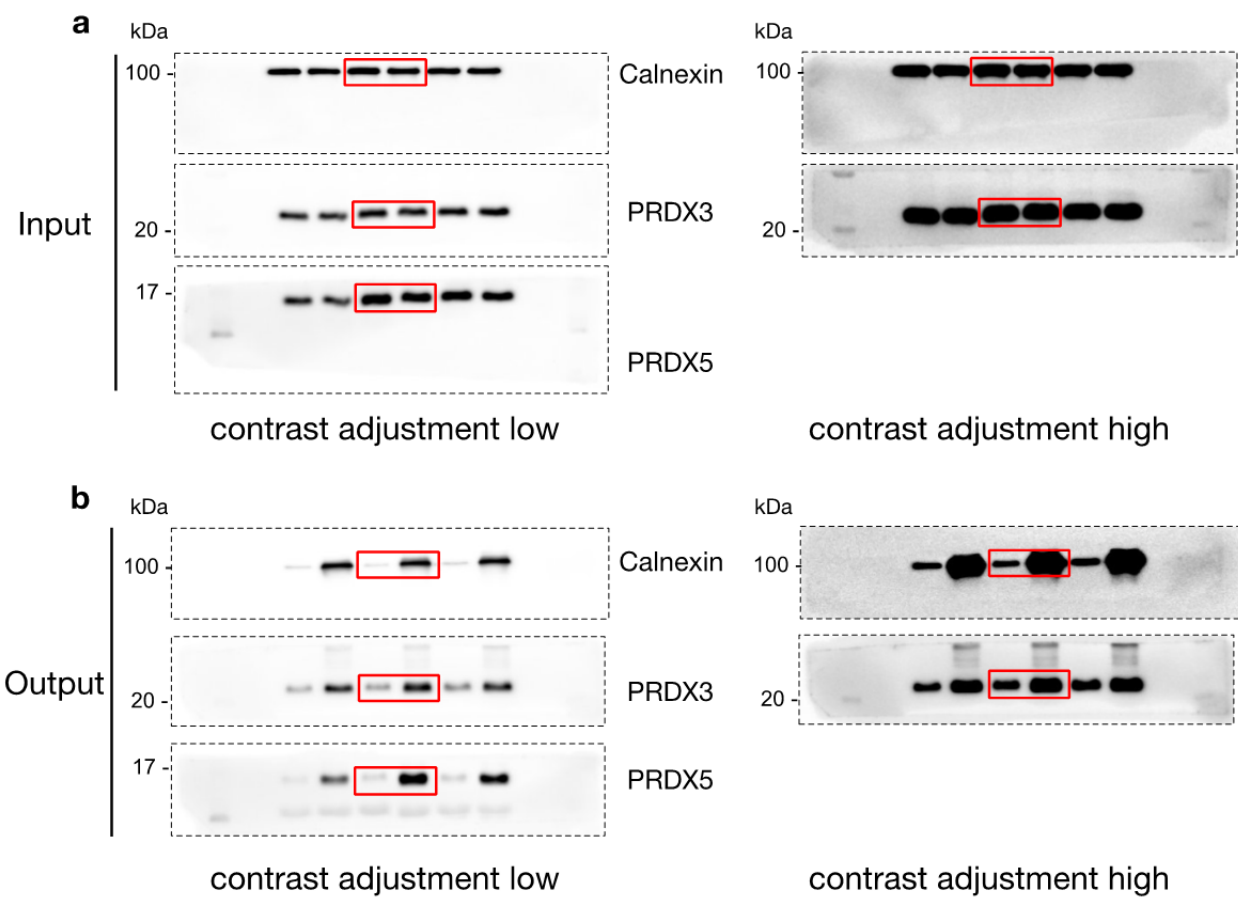 a
kDa
kDa
100 -
Calnexin
100 -
Input
PRDX3
20 -
20 -
17 -
PRDX5
contrast adjustment low
contrast adjustment high
b
kDa
kDa
100 -
Calnexin
100 -
Output
PRDX3
20 -
20 -
17 -
PRDX5
contrast adjustment low
contrast adjustment high